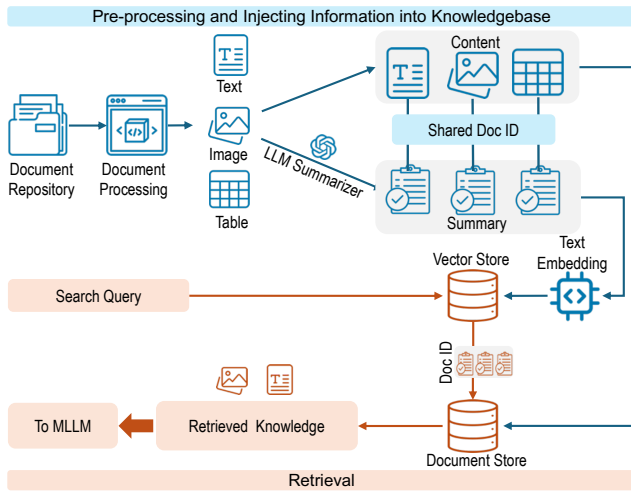 Pre-processing and Injecting Information into Knowledgebase
Text
Content
Document
Repository
Document
Processing
Image
LLM Summarizer
Shared Doc ID
Table
Summary
Text
Embedding
Vector Store
Search Query
Doc ID
To MLLM
Retrieved Knowledge
Document Store
Retrieval